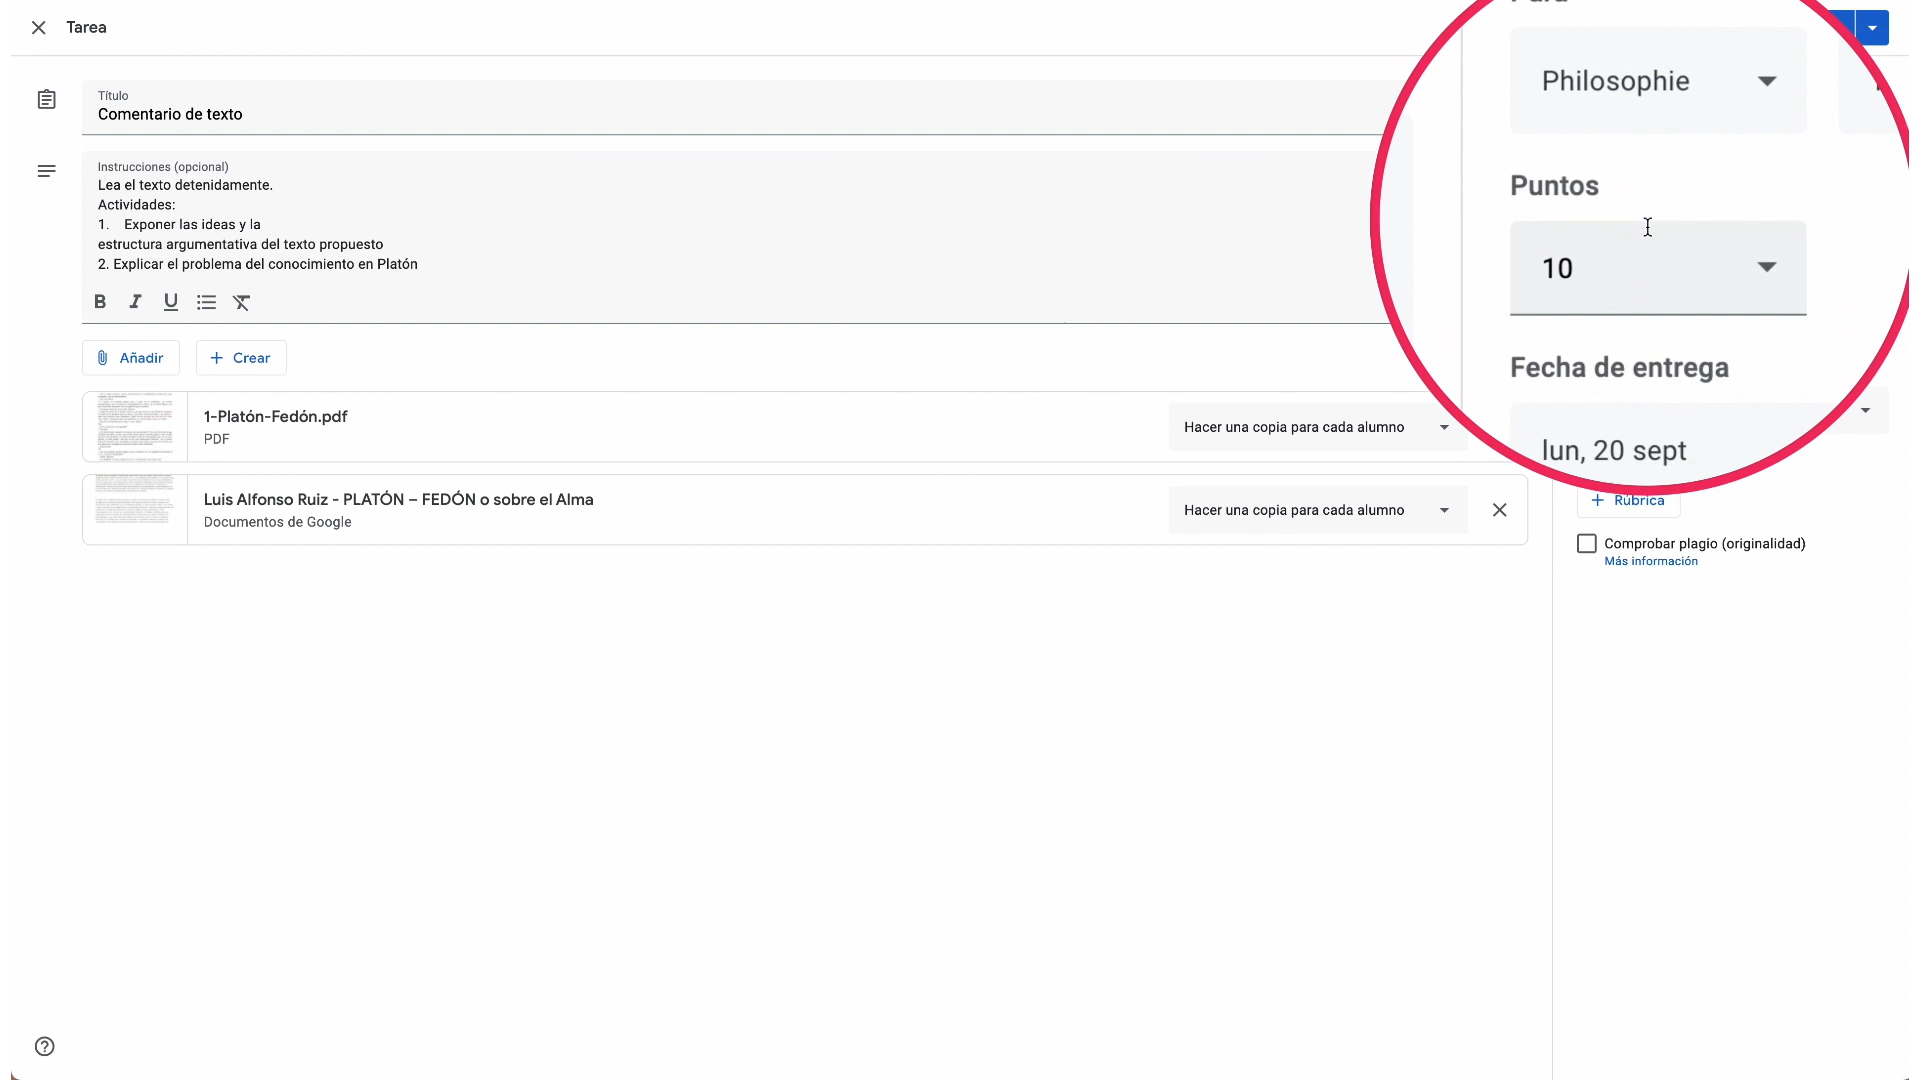 Tarea
Título
Comentario de texto
Instrucciones (opcional)
Lea el texto detenidamente.
Actividades:
1. Exponer las ideas y la
estructura argumentativa del texto propuesto
2. Explicar el problema del conocimiento en Platón
B I U
Añadir
+ Crear
1-Platón-Fedón.pdf
PDF
Hacer una copia para cada alumno
Luis Alfonso Ruiz - PLATÓN – FEDÓN o sobre el Alma
Documentos de Google
Hacer una copia para cada alumno
Philosophie
Puntos
10
Fecha de entrega
lun, 20 sept
+ Rúbrica
Comprobar plagio (originalidad)
Más información